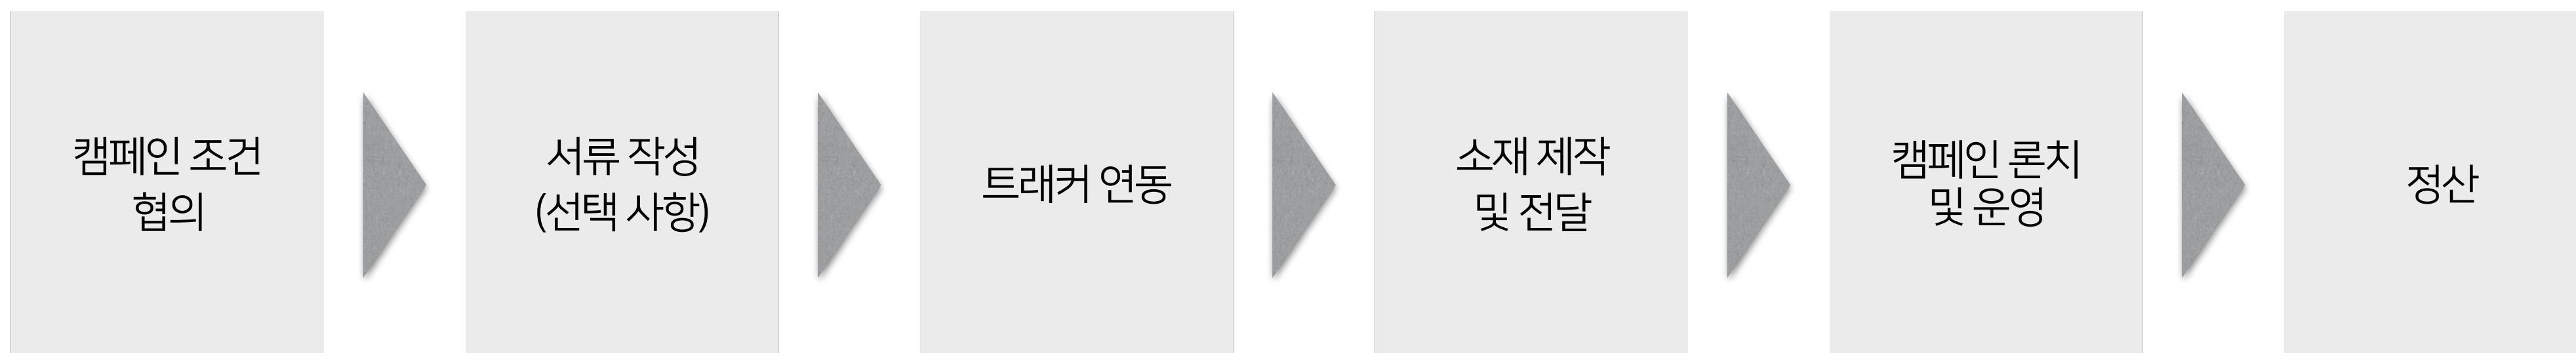 캠페인 조건
협의
서류 작성
(선택 사항)
트래커 연동
소재 제작
및 전달
캠페인 론치
및 운영
정산